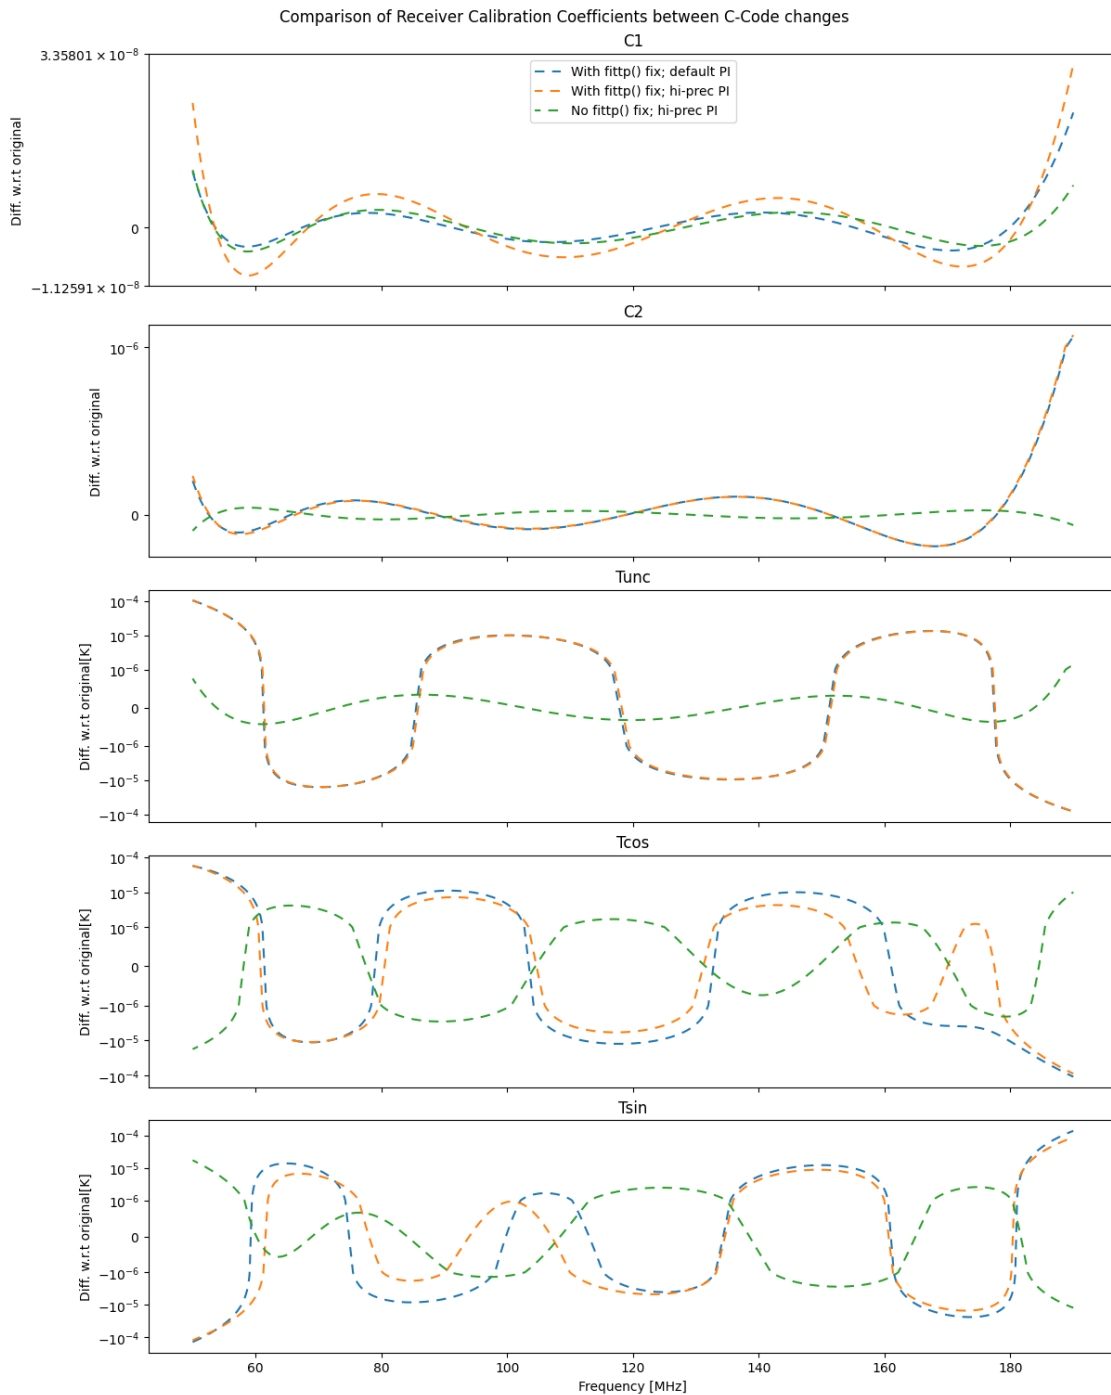 Comparison of Receiver Calibration Coefficients between C-Code changes
C1
3.35801 × 10⁻⁸
0
−1.12591 × 10⁻⁸
Diff. w.r.t original
With fittp() fix; default PI
With fittp() fix; hi-prec PI
No fittp() fix; hi-prec PI
C2
10⁻⁶
0
Diff. w.r.t original
Tunc
10⁻⁴
10⁻⁵
10⁻⁶
0
−10⁻⁶
−10⁻⁵
−10⁻⁴
Diff. w.r.t original[K]
Tcos
10⁻⁴
10⁻⁵
10⁻⁶
0
−10⁻⁶
−10⁻⁵
−10⁻⁴
Diff. w.r.t original[K]
Tsin
10⁻⁴
10⁻⁵
10⁻⁶
0
−10⁻⁶
−10⁻⁵
−10⁻⁴
Diff. w.r.t original[K]
60 80 100 120 140 160 180
Frequency [MHz]